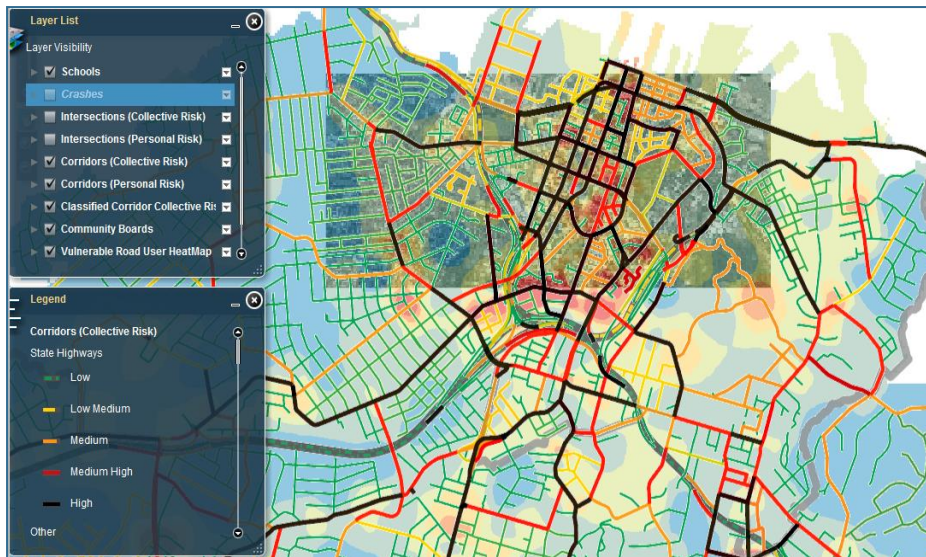 Layer List
Layer Visibility
Schools
Crashes
Intersections (Collective Risk)
Intersections (Personal Risk)
Corridors (Collective Risk)
Corridors (Personal Risk)
Classified Corridor Collective Ris
Community Boards
Vulnerable Road User HeatMap
Legend
Corridors (Collective Risk)
State Highways
Low
Low Medium
Medium
Medium High
High
Other